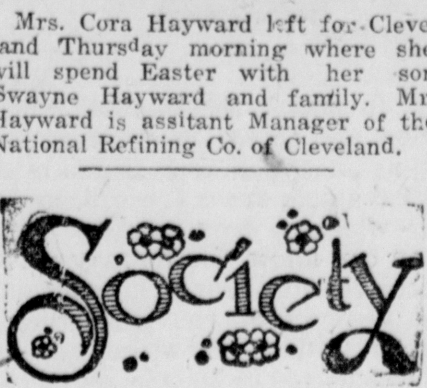 Mrs. Cora Hayward left for Cleve
land Thursday morning where she
will spend Easter with her son
Swayne Hayward and family. Mr
Hayward is assitant Manager of the
National Refining Co. of Cleveland.
Society